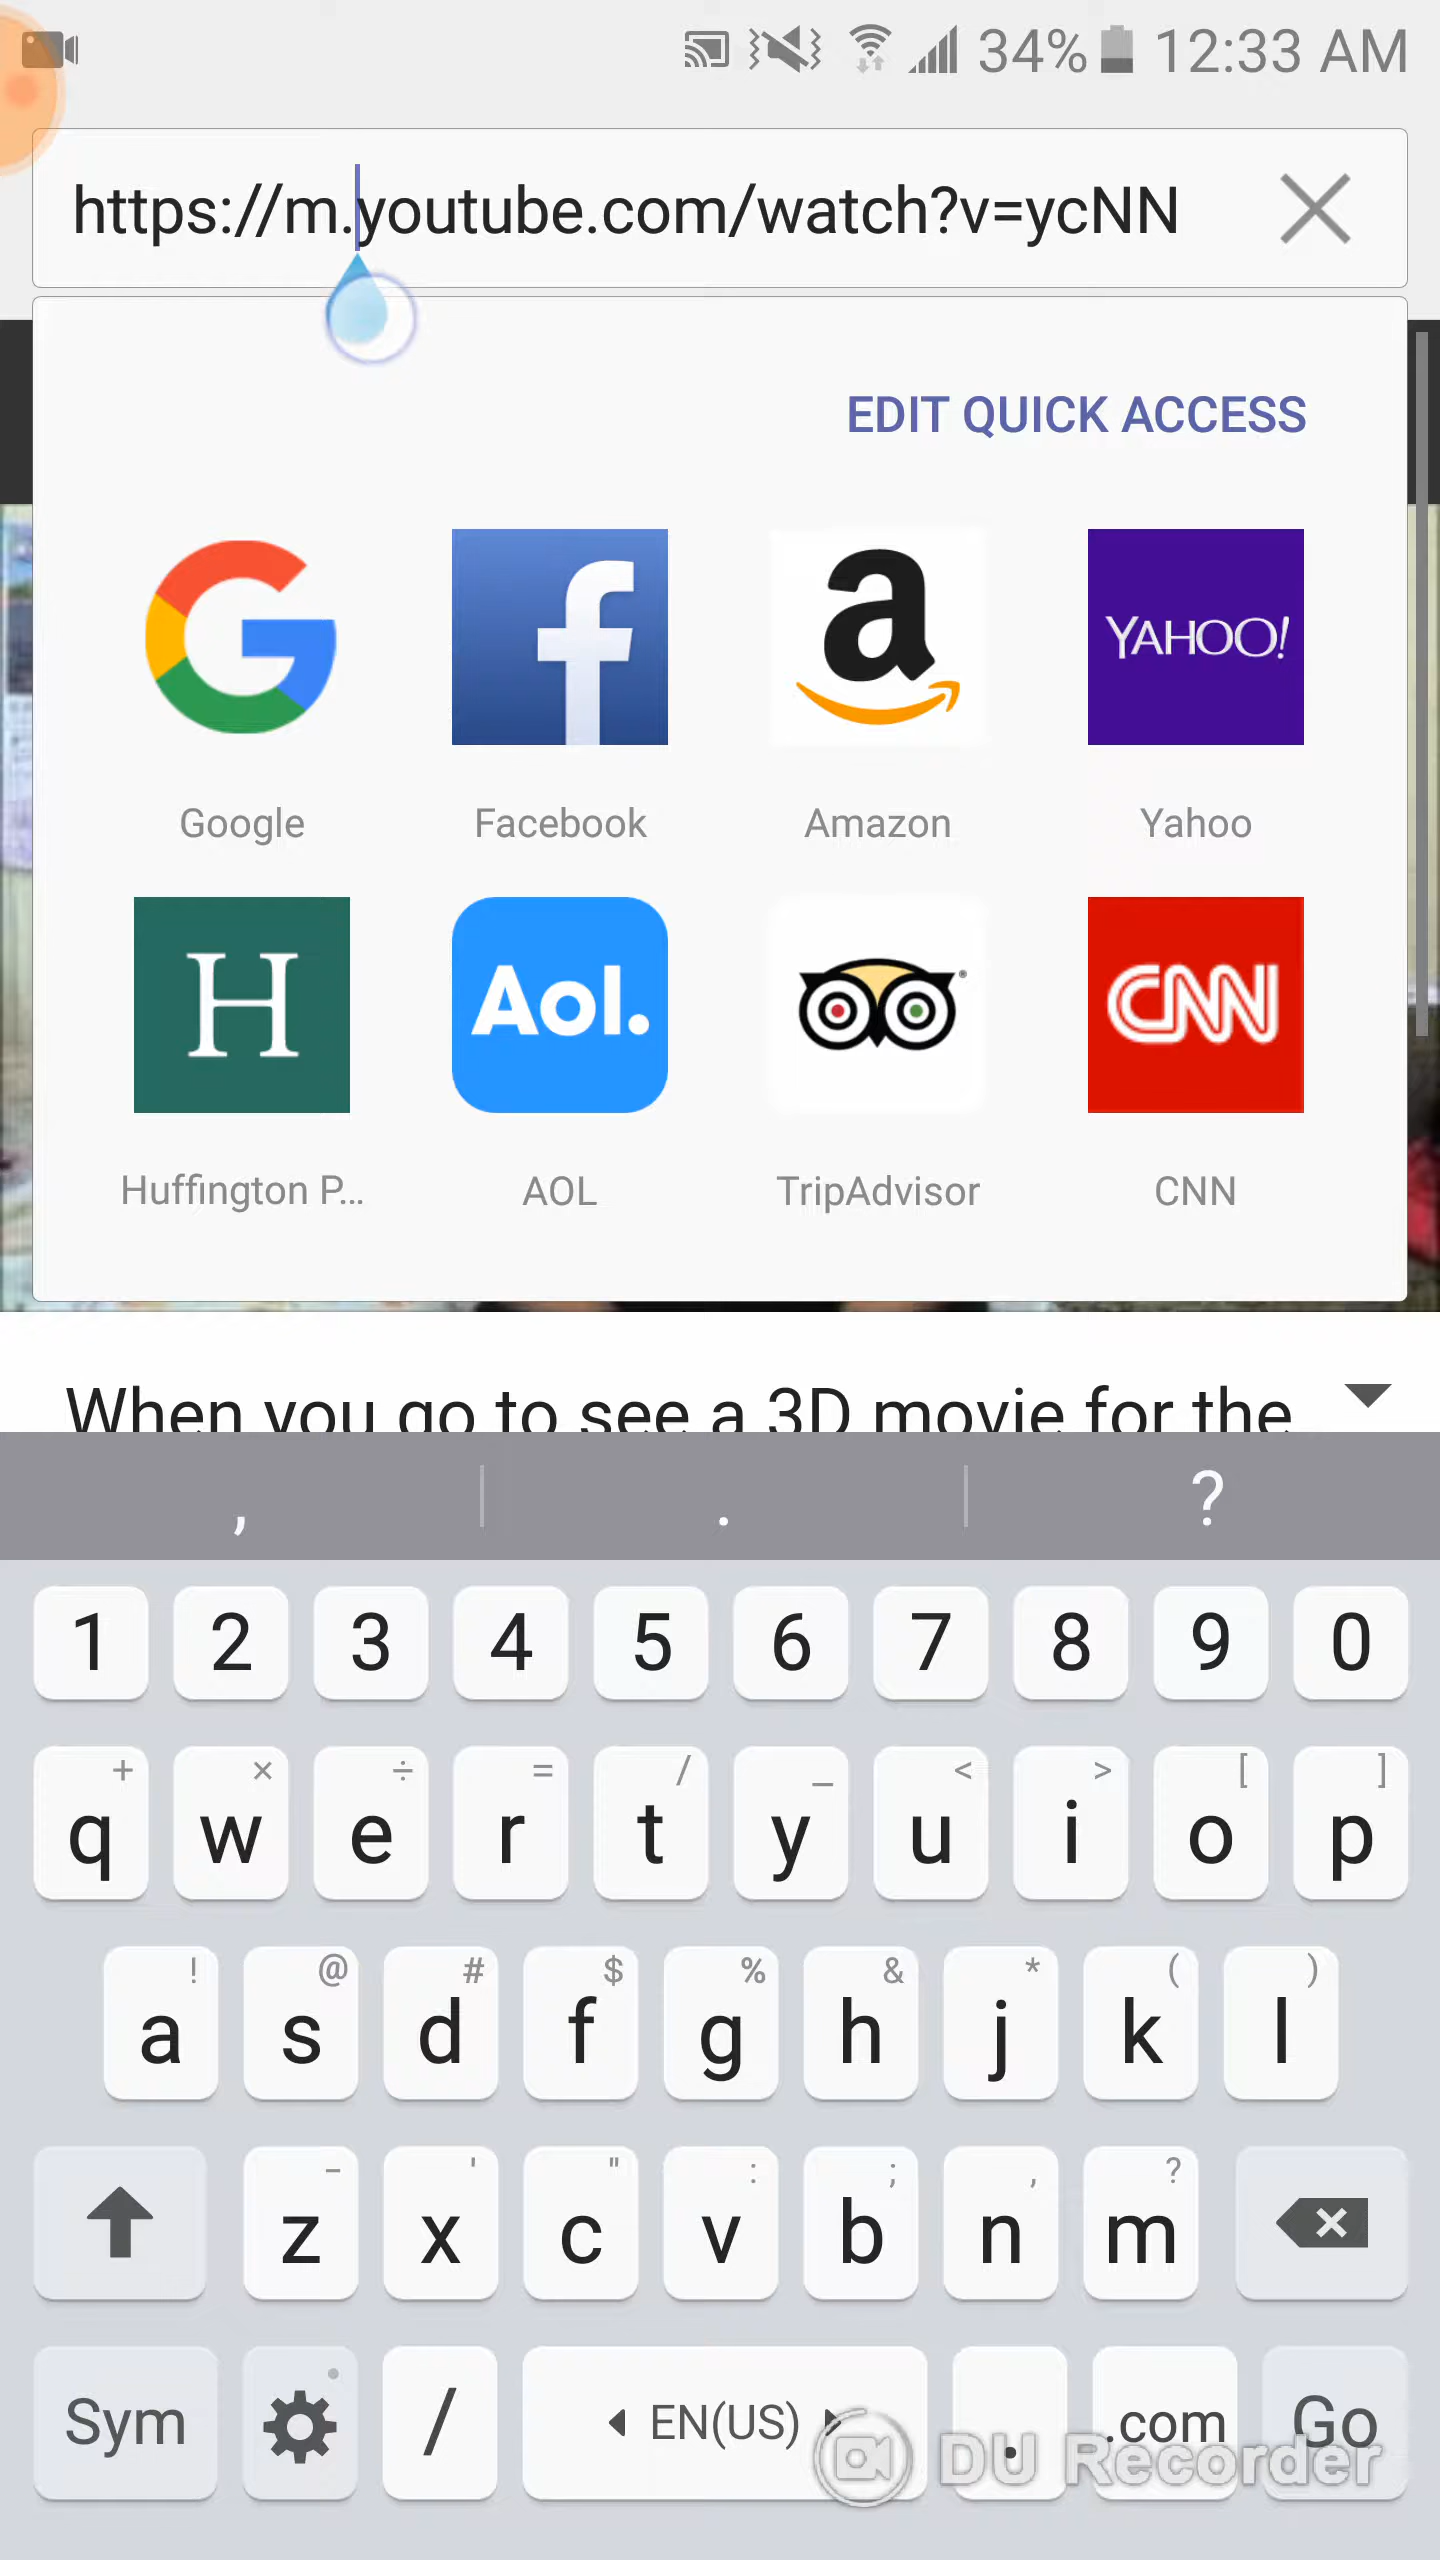 34% 12:33 AM
https://m.youtube.com/watch?v=ycNN
EDIT QUICK ACCESS
YAHOO!
Google Facebook Amazon Yahoo
H Aol. CNN
Huffington P... AOL TripAdvisor CNN
When you go to see a 3D movie for the
, . ?
1 2 3 4 5 6 7 8 9 0
+ × ÷ = / _ < > [ ]
q w e r t y u i o p
! @ # $ % & * ( )
a s d f g h j k l
- ' " : ; , ?
z x c v b n m
Sym / EN(US) . .com Go
DU Recorder